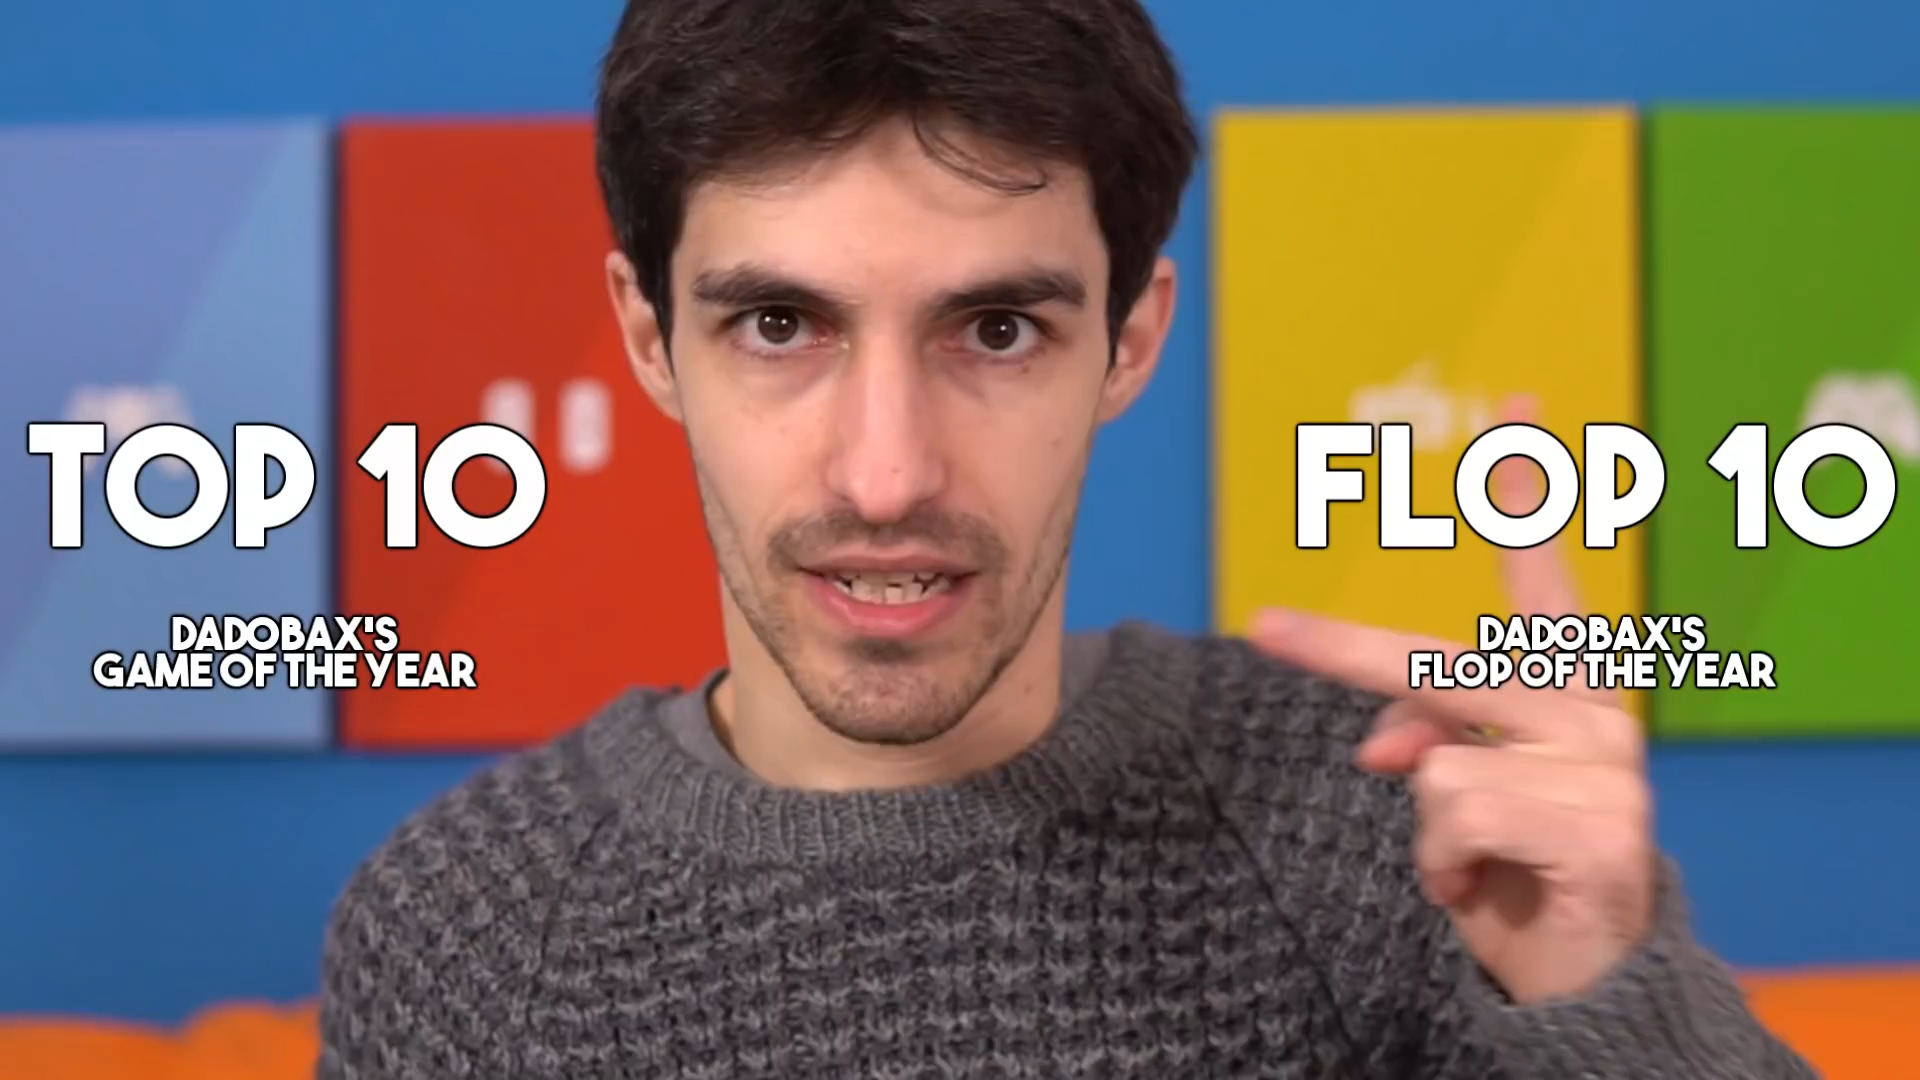 TOP 10
DADOBAX'S
GAME OF THE YEAR
FLOP 10
DADOBAX'S
FLOP OF THE YEAR